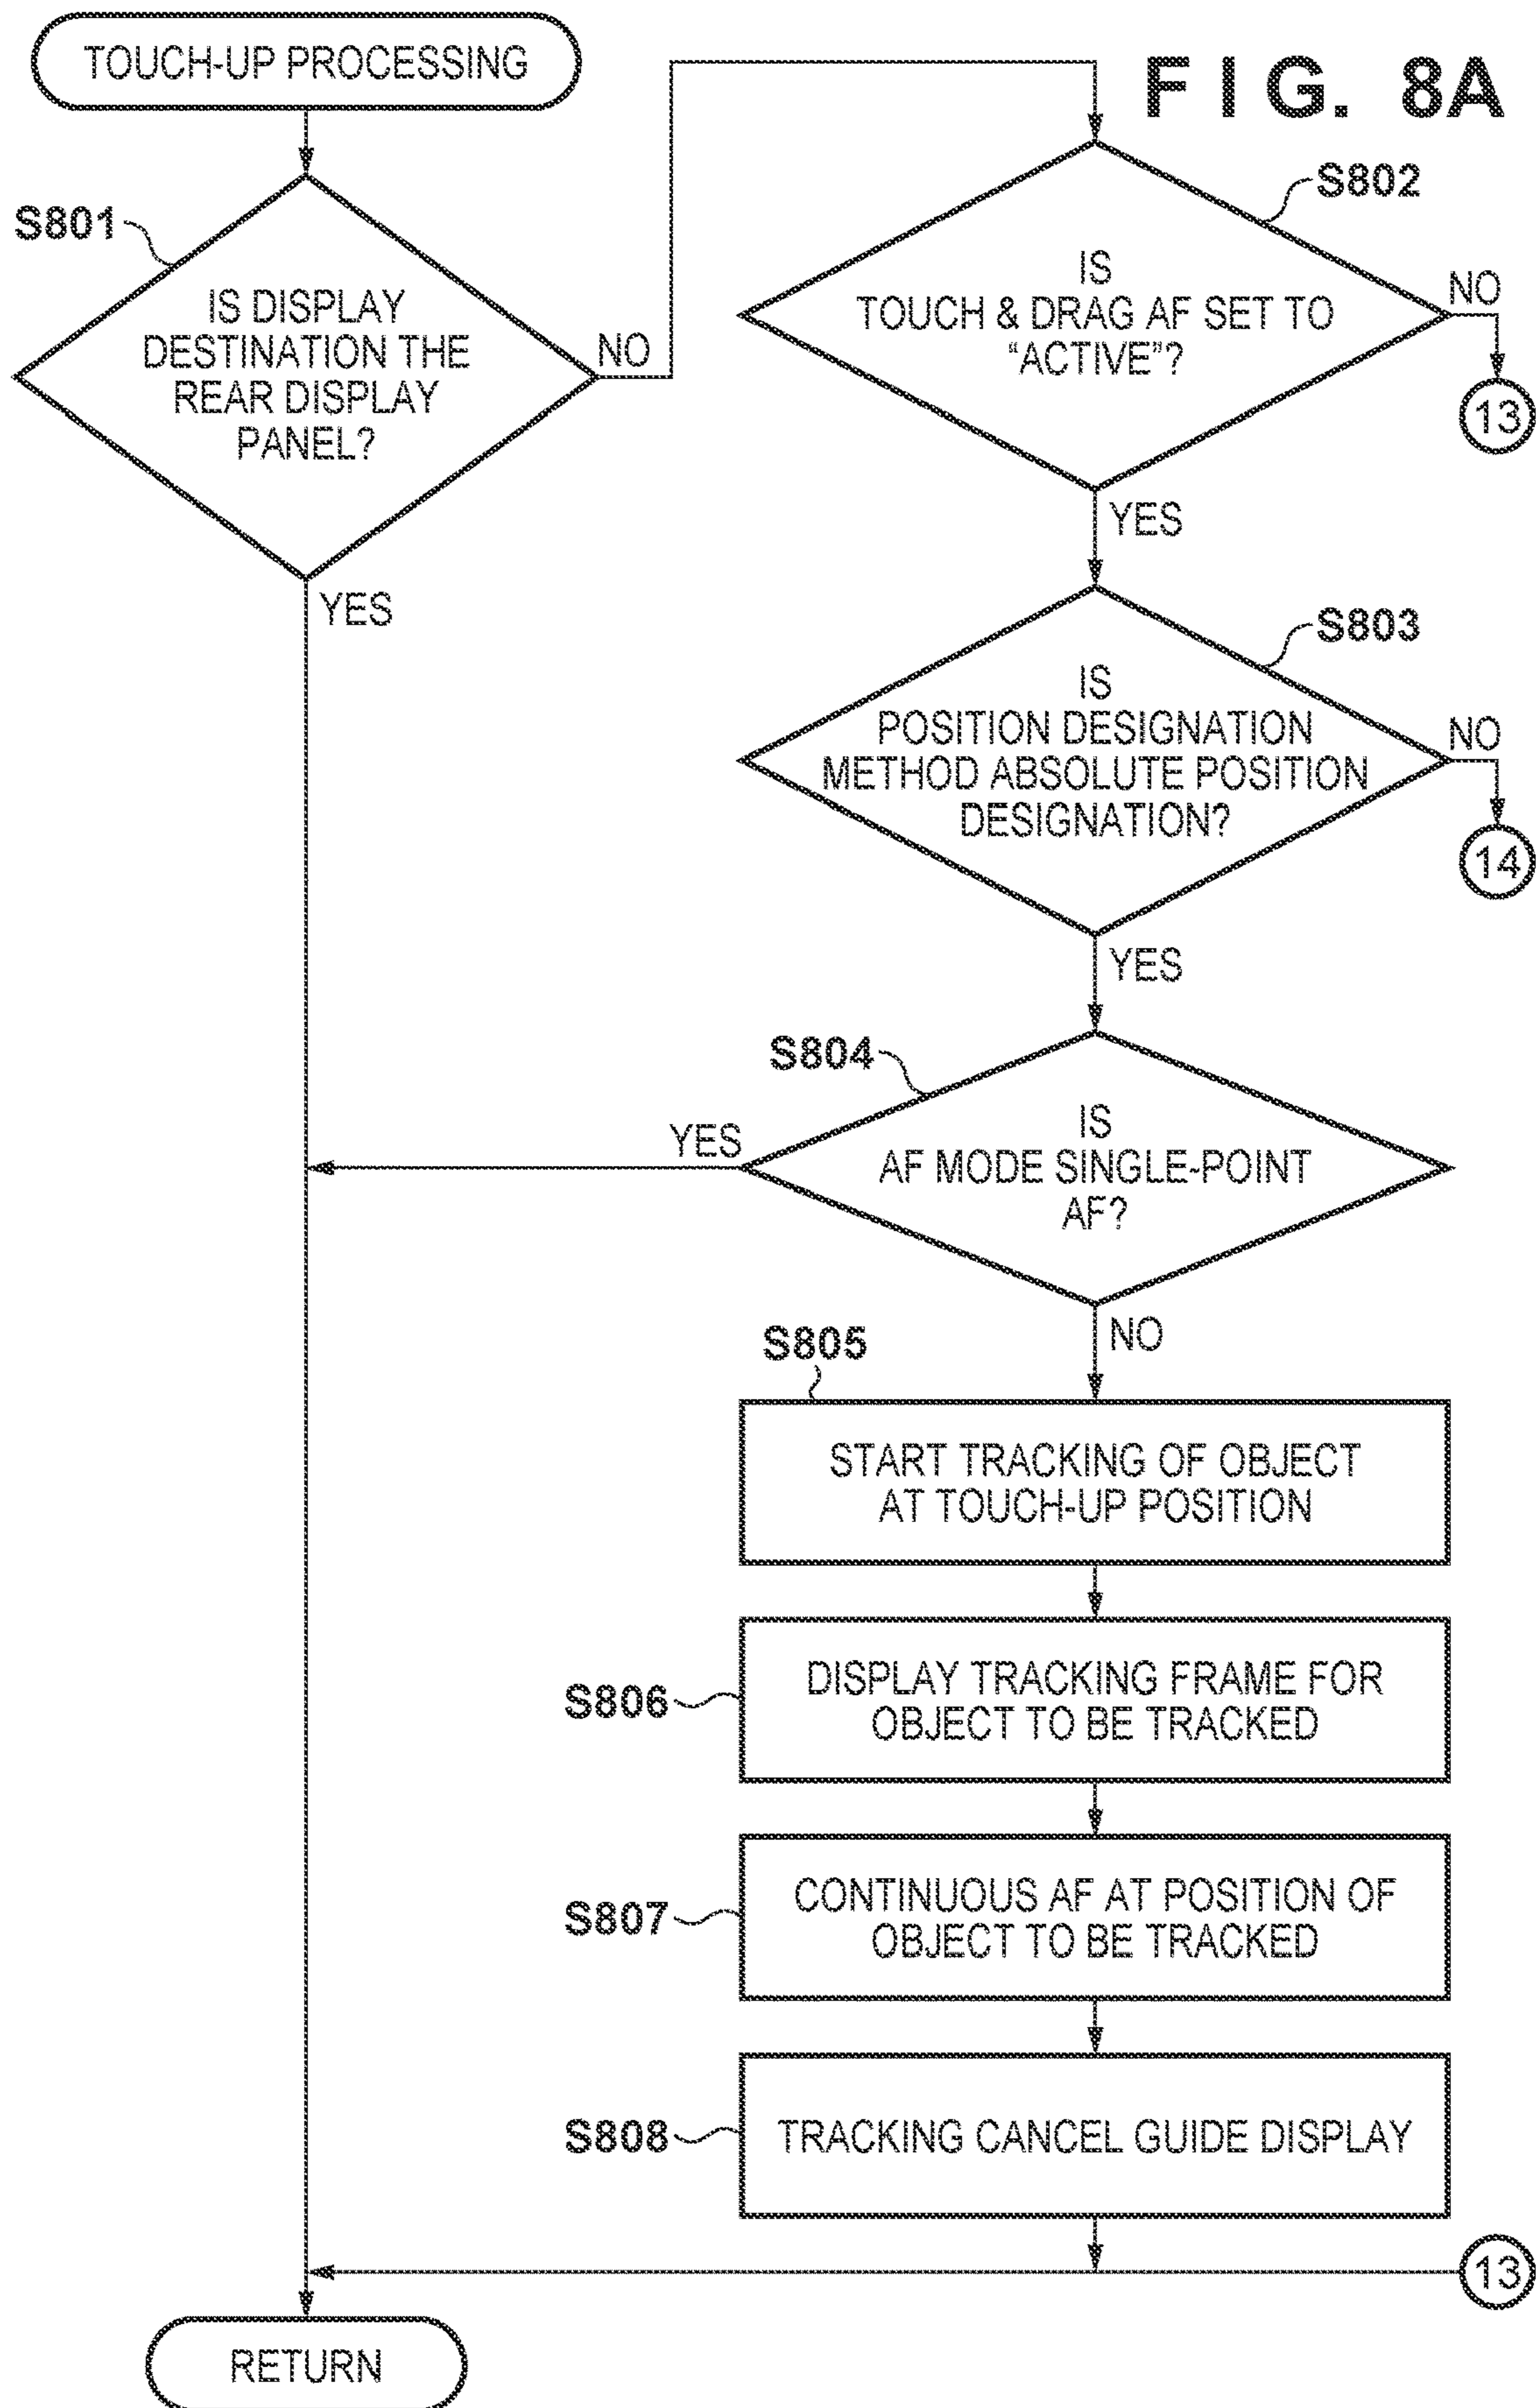 TOUCH-UP PROCESSING
FIG. 8A
S801
IS DISPLAY
DESTINATION THE
REAR DISPLAY
PANEL?
NO
YES
S802
IS
TOUCH & DRAG AF SET TO
“ACTIVE”?
NO
13
YES
S803
IS
POSITION DESIGNATION
METHOD ABSOLUTE POSITION
DESIGNATION?
NO
14
YES
S804
IS
AF MODE SINGLE-POINT
AF?
YES
NO
S805
START TRACKING OF OBJECT
AT TOUCH-UP POSITION
S806
DISPLAY TRACKING FRAME FOR
OBJECT TO BE TRACKED
S807
CONTINUOUS AF AT POSITION OF
OBJECT TO BE TRACKED
S808
TRACKING CANCEL GUIDE DISPLAY
13
RETURN